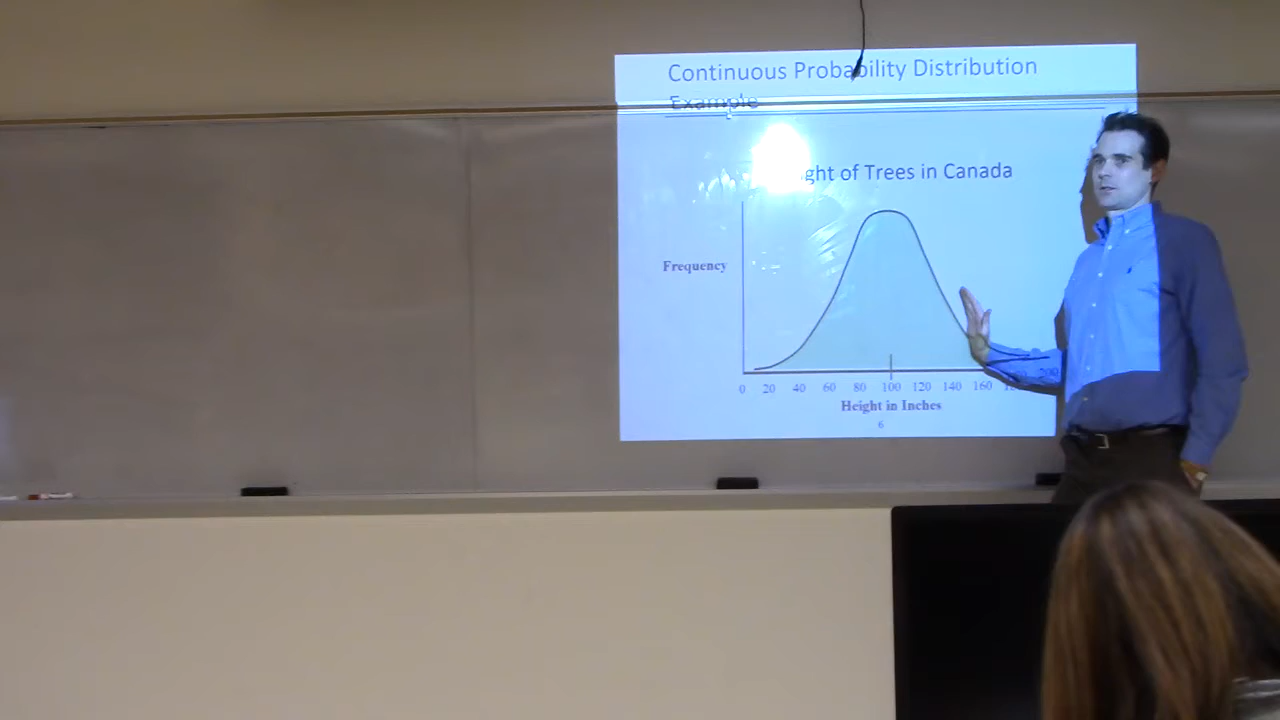 Continuous Probability Distribution
Example
ght of Trees in Canada
Frequency
0 20 40 60 80 100 120 140 160 200
Height in Inches
6